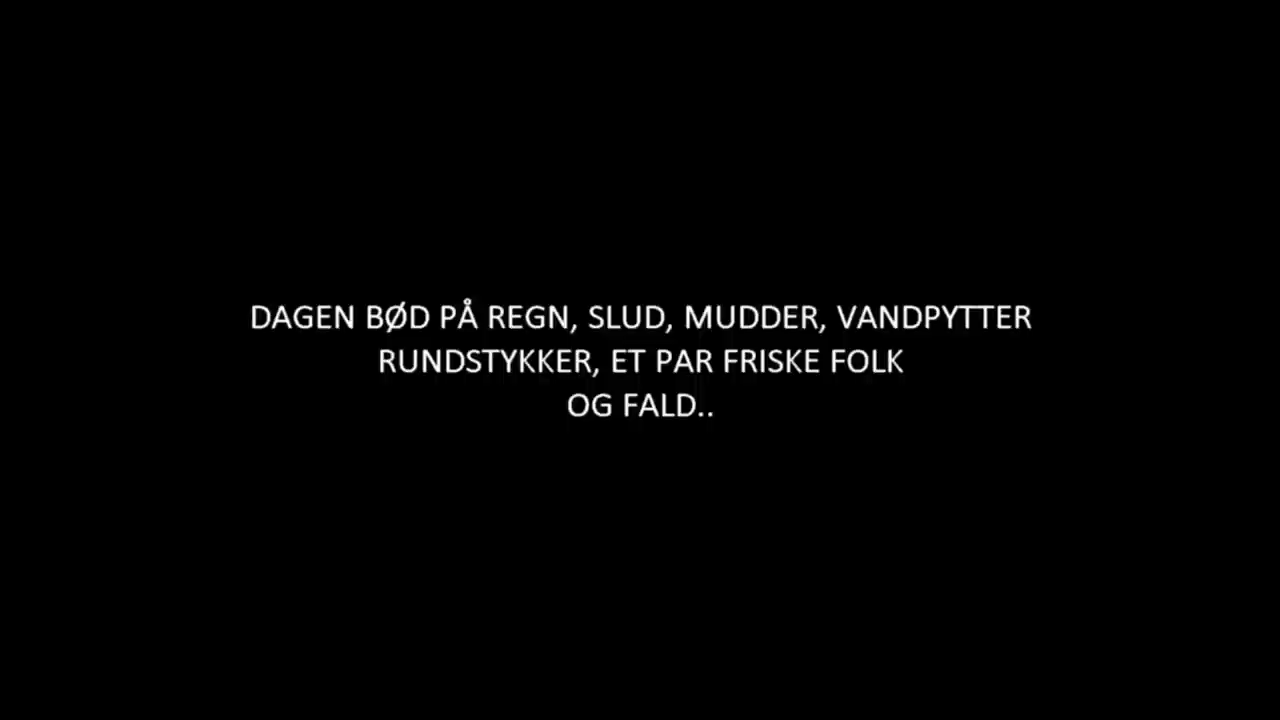 DAGEN BØD PÅ REGN, SLUD, MUDDER, VANDPYTTER
RUNDSTYKKER, ET PAR FRISKE FOLK
OG FALD..